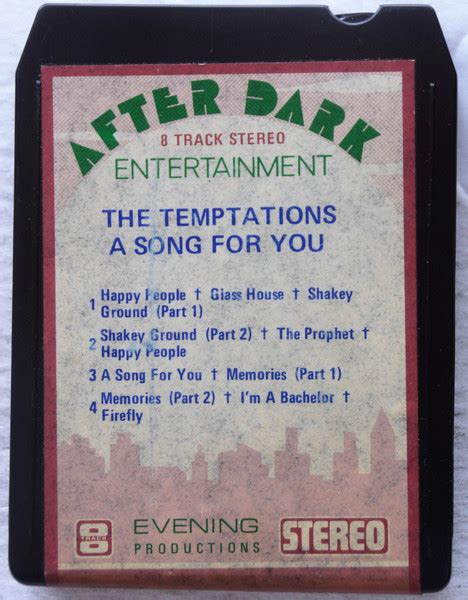 AFTER DARK
8 TRACK STEREO
ENTERTAINMENT
THE TEMPTATIONS
A SONG FOR YOU
1 Happy People † Glass House † Shakey
Ground (Part 1)
2 Shakey Ground (Part 2) † The Prophet †
Happy People
3 A Song For You † Memories (Part 1)
4 Memories (Part 2) † I'm A Bachelor †
Firefly
8 TRACK
EVENING
PRODUCTIONS
STEREO